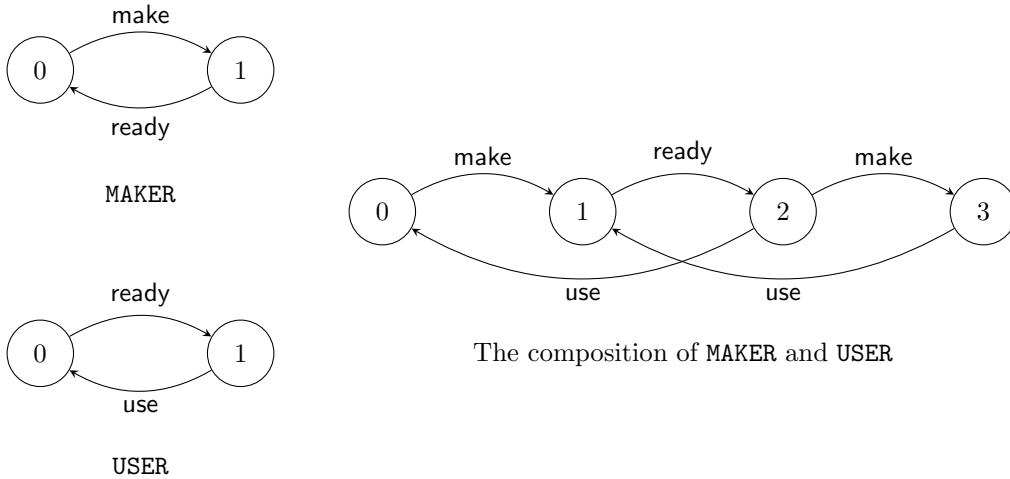 make
0 1
ready
MAKER
ready
0 1
use
USER
make ready make
0 1 2 3
use use
The composition of MAKER and USER